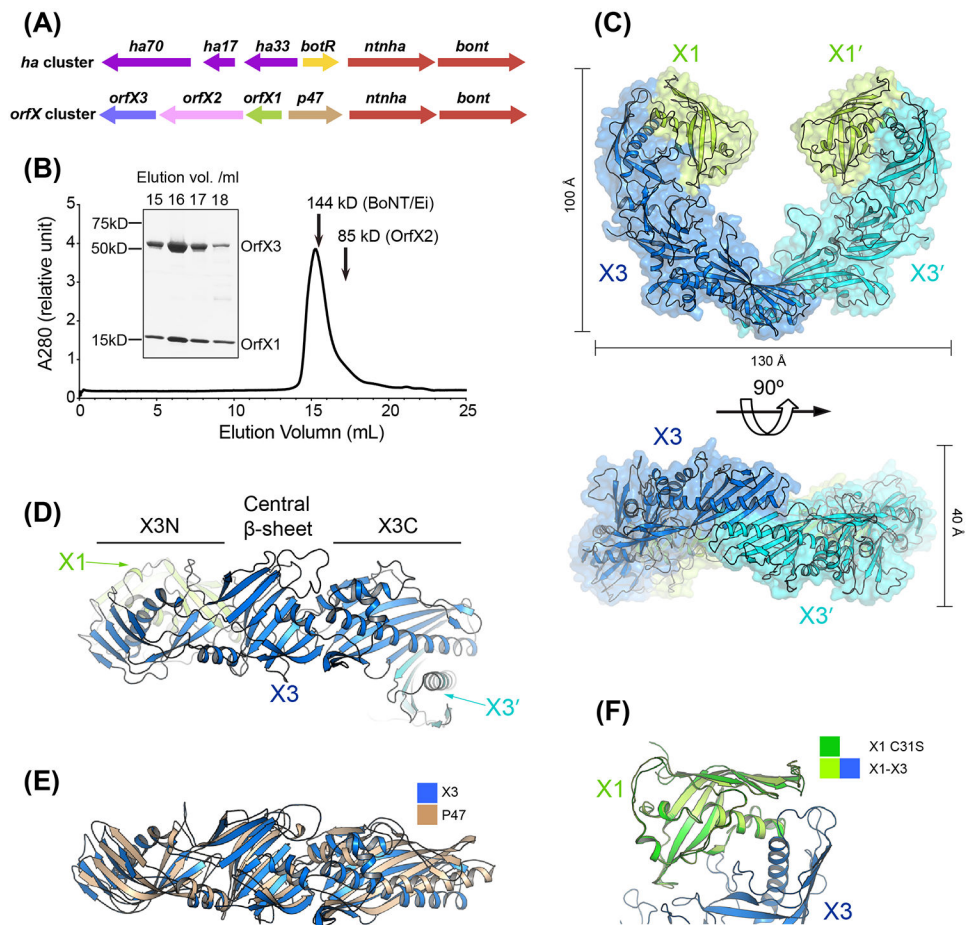 (A)
ha70 ha17 ha33 botR ntnha bont
ha cluster
orfX3 orfX2 orfX1 p47 ntnha bont
orfX cluster
(B)
Elution vol. /ml
15 16 17 18
75kD
50kD
15kD
OrfX3
OrfX1
144 kD (BoNT/Ei)
85 kD (OrfX2)
A280 (relative unit)
5
4
3
2
1
0
0 5 10 15 20 25
Elution Volumn (mL)
(C)
X1 X1′
100 Å
X3 X3′
130 Å
90º
X3
40 Å
X3′
(D)
X3N
Central
β-sheet
X3C
X1
X3
X3′
(E)
X3
P47
(F)
X1 C31S
X1-X3
X1
X3